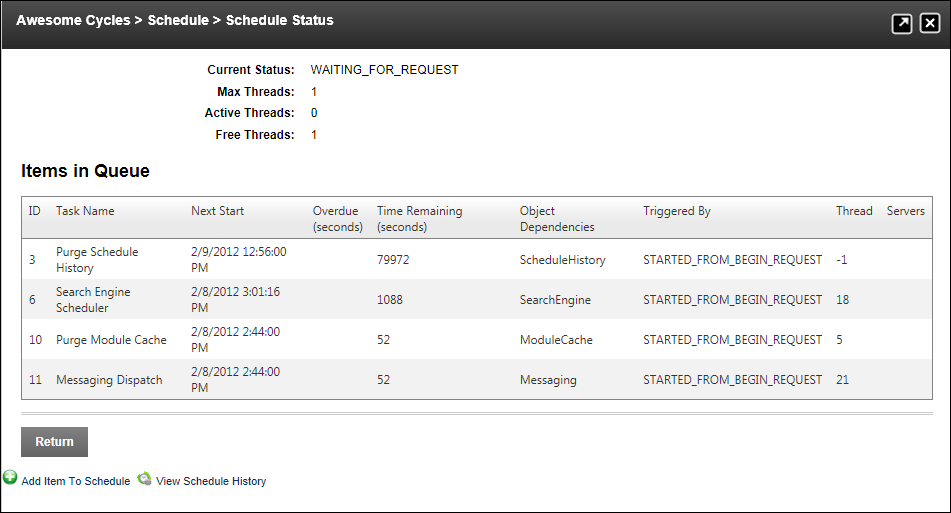 Awesome Cycles > Schedule > Schedule Status
Current Status: WAITING_FOR_REQUEST
Max Threads: 1
Active Threads: 0
Free Threads: 1
Items in Queue
ID Task Name Next Start Overdue (seconds) Time Remaining (seconds) Object Dependencies Triggered By Thread Servers
3 Purge Schedule History 2/9/2012 12:56:00 PM 79972 ScheduleHistory STARTED_FROM_BEGIN_REQUEST -1
6 Search Engine Scheduler 2/8/2012 3:01:16 PM 1088 SearchEngine STARTED_FROM_BEGIN_REQUEST 18
10 Purge Module Cache 2/8/2012 2:44:00 PM 52 ModuleCache STARTED_FROM_BEGIN_REQUEST 5
11 Messaging Dispatch 2/8/2012 2:44:00 PM 52 Messaging STARTED_FROM_BEGIN_REQUEST 21
Return
Add Item To Schedule View Schedule History